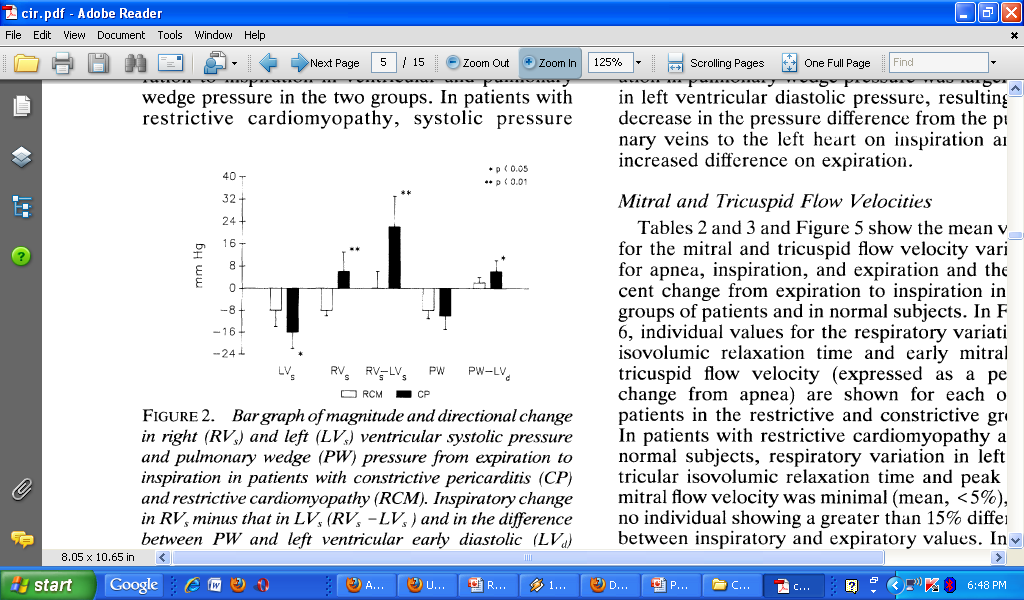 cir.pdf - Adobe Reader
File Edit View Document Tools Window Help
Next Page 5 / 15 Zoom Out Zoom In 125% Scrolling Pages One Full Page Find
wedge pressure in the two groups. In patients with
restrictive cardiomyopathy, systolic pressure
* p < 0.05
** p < 0.01
mm Hg
40
32
24
16
8
0
-8
-16
-24
**
**
*
*
LVs RVs RVs-LVs PW PW-LVd
RCM CP
FIGURE 2. Bar graph of magnitude and directional change
in right (RVs) and left (LVs) ventricular systolic pressure
and pulmonary wedge (PW) pressure from expiration to
inspiration in patients with constrictive pericarditis (CP)
and restrictive cardiomyopathy (RCM). Inspiratory change
in RVs minus that in LVs (RVs -LVs ) and in the difference
between PW and left ventricular early diastolic (LVd)
in left ventricular diastolic pressure, resulting
decrease in the pressure difference from the pu
nary veins to the left heart on inspiration a
increased difference on expiration.
Mitral and Tricuspid Flow Velocities
Tables 2 and 3 and Figure 5 show the mean v
for the mitral and tricuspid flow velocity vari
for apnea, inspiration, and expiration and the
cent change from expiration to inspiration in
groups of patients and in normal subjects. In F
6, individual values for the respiratory variati
isovolumic relaxation time and early mitral
tricuspid flow velocity (expressed as a pe
change from apnea) are shown for each o
patients in the restrictive and constrictive gr
In patients with restrictive cardiomyopathy a
normal subjects, respiratory variation in left
tricular isovolumic relaxation time and peak
mitral flow velocity was minimal (mean, <5%),
no individual showing a greater than 15% differ
between inspiratory and expiratory values. In
8.05 x 10.65 in
start Google A... U... R... 1... D... P... C... c... 6:48 PM